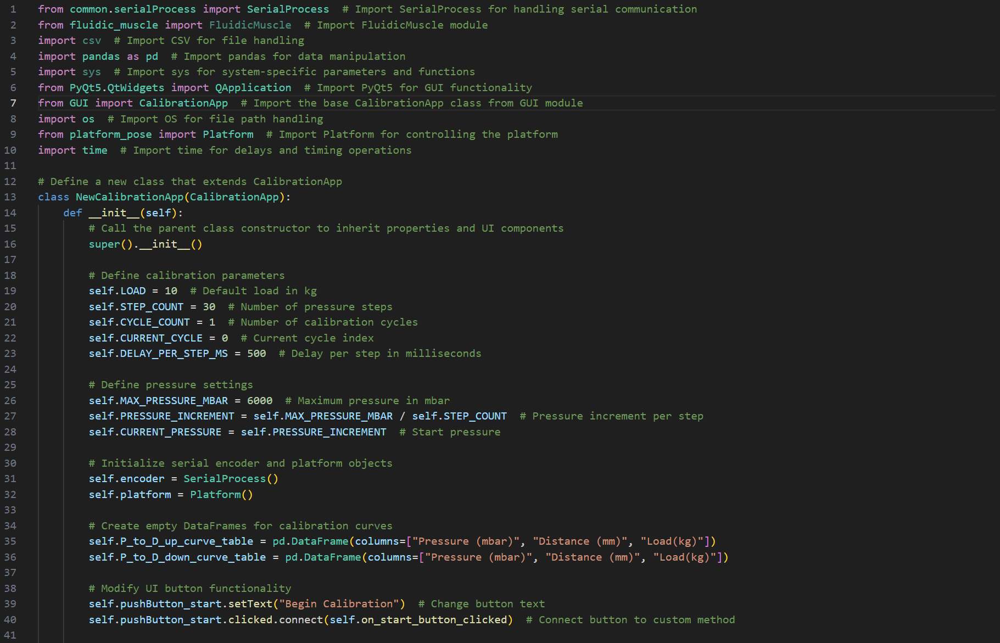 1 from common.serialProcess import SerialProcess  # Import SerialProcess for handling serial communication
2 from fluidic_muscle import FluidicMuscle  # Import FluidicMuscle module
3 import csv  # Import CSV for file handling
4 import pandas as pd  # Import pandas for data manipulation
5 import sys  # Import sys for system-specific parameters and functions
6 from PyQt5.QtWidgets import QApplication  # Import PyQt5 for GUI functionality
7 from GUI import CalibrationApp  # Import the base CalibrationApp class from GUI module
8 import os  # Import OS for file path handling
9 from platform_pose import Platform  # Import Platform for controlling the platform
10 import time  # Import time for delays and timing operations
11
12 # Define a new class that extends CalibrationApp
13 class NewCalibrationApp(CalibrationApp):
14     def __init__(self):
15         # Call the parent class constructor to inherit properties and UI components
16         super().__init__()
17
18         # Define calibration parameters
19         self.LOAD = 10  # Default load in kg
20         self.STEP_COUNT = 30  # Number of pressure steps
21         self.CYCLE_COUNT = 1  # Number of calibration cycles
22         self.CURRENT_CYCLE = 0  # Current cycle index
23         self.DELAY_PER_STEP_MS = 500  # Delay per step in milliseconds
24
25         # Define pressure settings
26         self.MAX_PRESSURE_MBAR = 6000  # Maximum pressure in mbar
27         self.PRESSURE_INCREMENT = self.MAX_PRESSURE_MBAR / self.STEP_COUNT  # Pressure increment per step
28         self.CURRENT_PRESSURE = self.PRESSURE_INCREMENT  # Start pressure
29
30         # Initialize serial encoder and platform objects
31         self.encoder = SerialProcess()
32         self.platform = Platform()
33
34         # Create empty DataFrames for calibration curves
35         self.P_to_D_up_curve_table = pd.DataFrame(columns=["Pressure (mbar)", "Distance (mm)", "Load(kg)"])
36         self.P_to_D_down_curve_table = pd.DataFrame(columns=["Pressure (mbar)", "Distance (mm)", "Load(kg)"])
37
38         # Modify UI button functionality
39         self.pushButton_start.setText("Begin Calibration")  # Change button text
40         self.pushButton_start.clicked.connect(self.on_start_button_clicked)  # Connect button to custom method
41